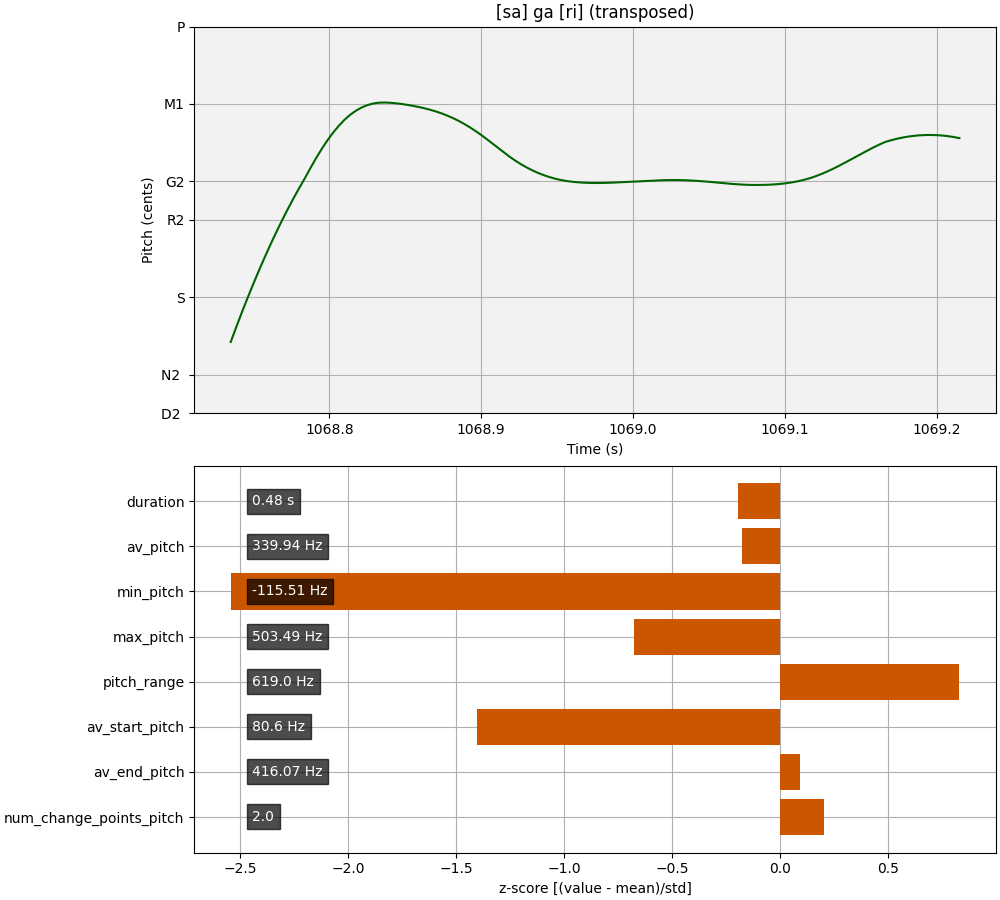 [sa] ga [ri] (transposed)
P
M1
G2
R2
S
N2
D2
Pitch (cents)
1068.8 1068.9 1069.0 1069.1 1069.2
Time (s)
duration 0.48 s
av_pitch 339.94 Hz
min_pitch -115.51 Hz
max_pitch 503.49 Hz
pitch_range 619.0 Hz
av_start_pitch 80.6 Hz
av_end_pitch 416.07 Hz
num_change_points_pitch 2.0
−2.5 −2.0 −1.5 −1.0 −0.5 0.0 0.5
z-score [(value - mean)/std]